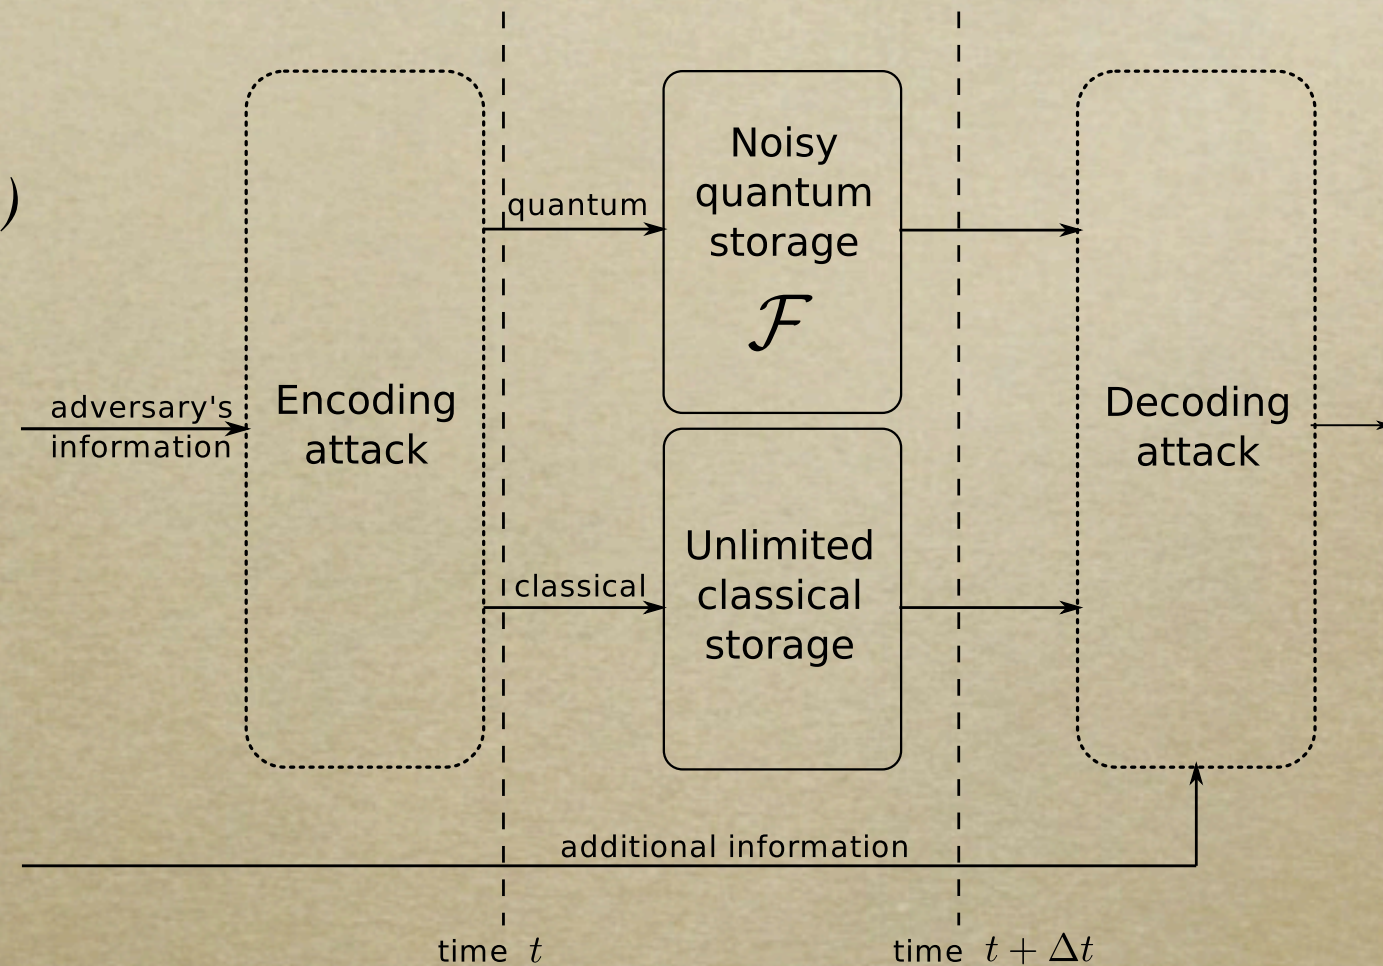 )
quantum
Noisy
quantum
storage
ℱ
adversary's
information
Encoding
attack
Decoding
attack
classical
Unlimited
classical
storage
additional information
time t
time t + Δt